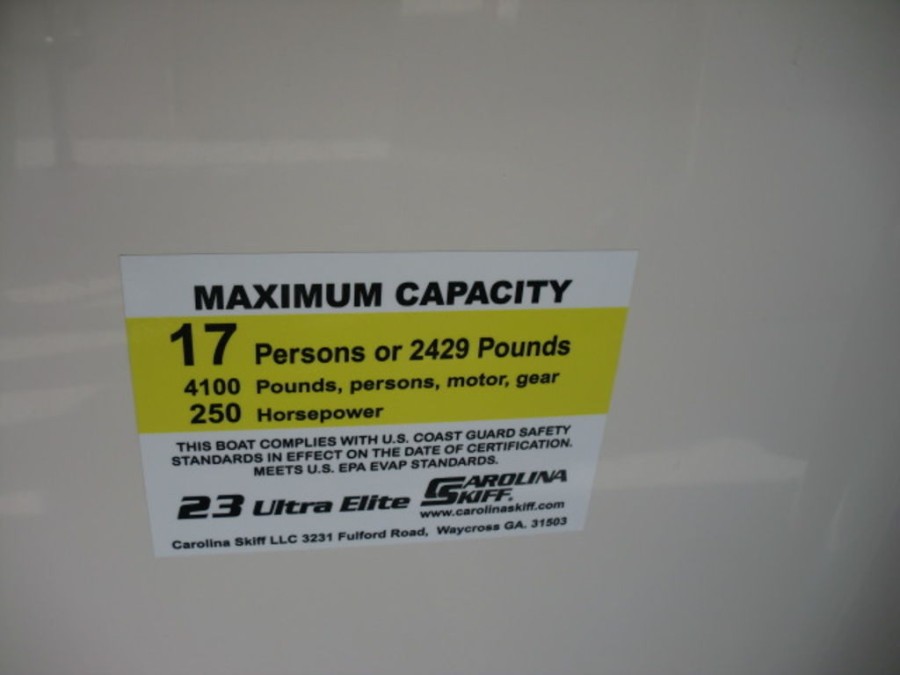 MAXIMUM CAPACITY
17 Persons or 2429 Pounds
4100 Pounds, persons, motor, gear
250 Horsepower
THIS BOAT COMPLIES WITH U.S. COAST GUARD SAFETY
STANDARDS IN EFFECT ON THE DATE OF CERTIFICATION.
MEETS U.S. EPA EVAP STANDARDS.
23 Ultra Elite CAROLINA SKIFF.
www.carolinaskiff.com
Carolina Skiff LLC 3231 Fulford Road, Waycross GA. 31503